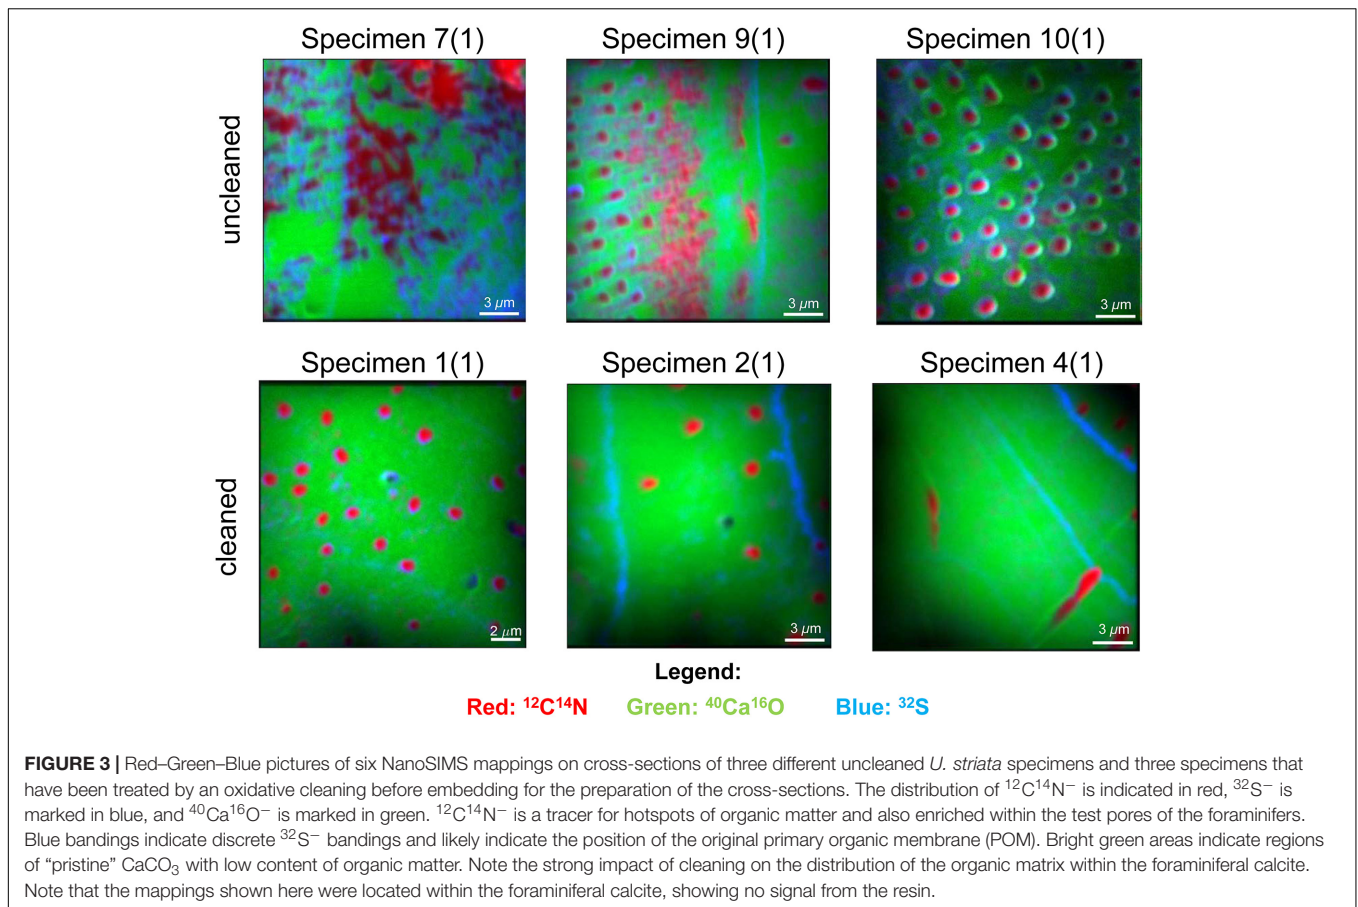 Specimen 7(1) Specimen 9(1) Specimen 10(1)
uncleaned
3 µm 3 µm 3 µm
Specimen 1(1) Specimen 2(1) Specimen 4(1)
cleaned
2 µm 3 µm 3 µm
Legend:
Red: ¹²C¹⁴N Green: ⁴⁰Ca¹⁶O Blue: ³²S
FIGURE 3 | Red–Green–Blue pictures of six NanoSIMS mappings on cross-sections of three different uncleaned U. striata specimens and three specimens that
have been treated by an oxidative cleaning before embedding for the preparation of the cross-sections. The distribution of ¹²C¹⁴N⁻ is indicated in red, ³²S⁻ is
marked in blue, and ⁴⁰Ca¹⁶O⁻ is marked in green. ¹²C¹⁴N⁻ is a tracer for hotspots of organic matter and also enriched within the test pores of the foraminifers.
Blue bandings indicate discrete ³²S⁻ bandings and likely indicate the position of the original primary organic membrane (POM). Bright green areas indicate regions
of “pristine” CaCO₃ with low content of organic matter. Note the strong impact of cleaning on the distribution of the organic matrix within the foraminiferal calcite.
Note that the mappings shown here were located within the foraminiferal calcite, showing no signal from the resin.